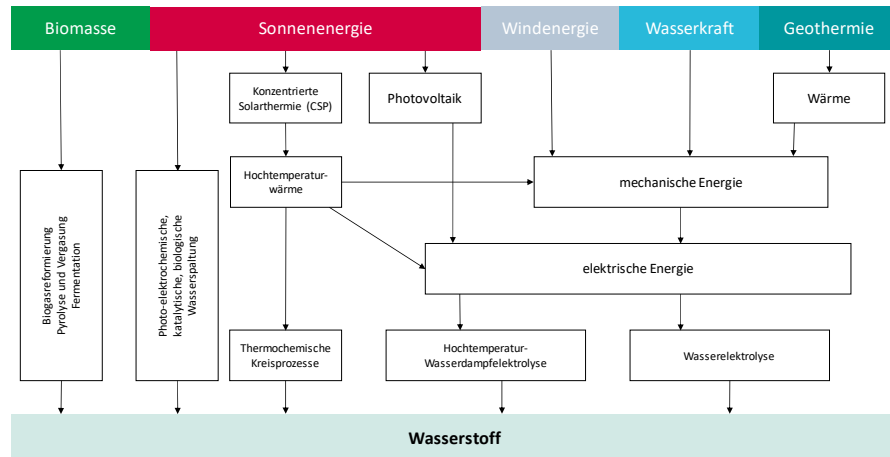 Biomasse
Sonnenenergie
Windenergie
Wasserkraft
Geothermie
Konzentrierte
Solarthermie (CSP)
Photovoltaik
Wärme
Hochtemperatur-
wärme
mechanische Energie
Biogasreformierung
Pyrolyse und Vergasung
Fermentation
Photo-elektrochemische,
katalytische, biologische
Wasserspaltung
elektrische Energie
Thermochemische
Kreisprozesse
Hochtemperatur-
Wasserdampfelektrolyse
Wasserelektrolyse
Wasserstoff